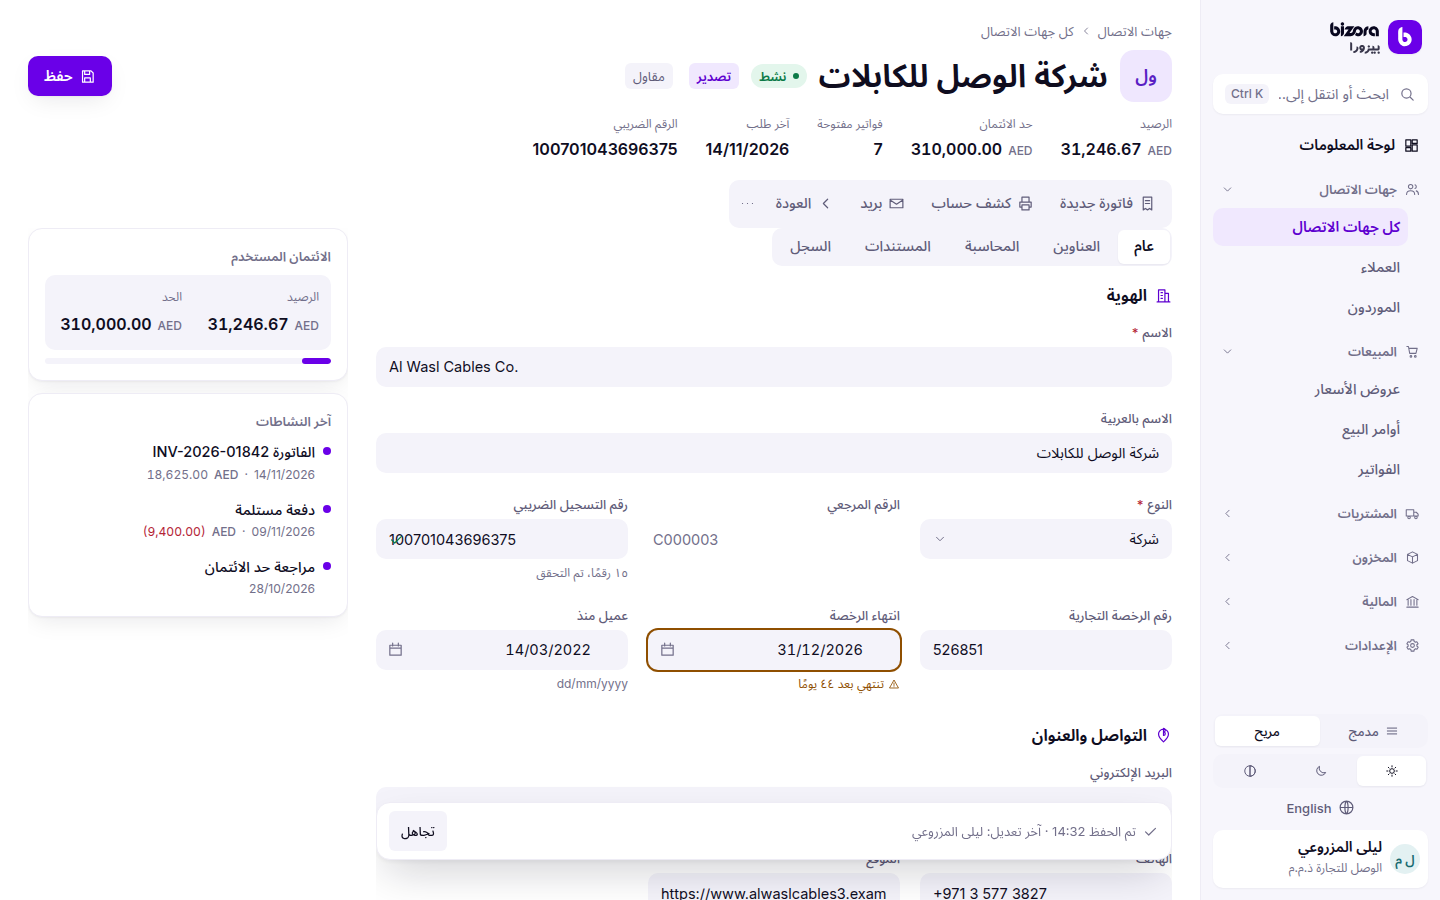 bizora
بيزورا
ابحث أو انتقل إلى.. Ctrl K
لوحة المعلومات
جهات الاتصال
كل جهات الاتصال
العملاء
الموردون
المبيعات
عروض الأسعار
أوامر البيع
الفواتير
المشتريات
المخزون
المالية
الإعدادات
مدمج مريح
English
ل م
ليلى المزروعي
الوصل للتجارة ذ.م.م
جهات الاتصال كل جهات الاتصال
ول
شركة الوصل للكابلات نشط تصدير مقاول
حفظ
الرصيد حد الائتمان فواتير مفتوحة آخر طلب الرقم الضريبي
AED 31,246.67 AED 310,000.00 7 14/11/2026 100701043696375
فاتورة جديدة كشف حساب بريد العودة ...
عام العناوين المحاسبة المستندات السجل
الهوية
الاسم *
Al Wasl Cables Co.
الاسم بالعربية
شركة الوصل للكابلات
النوع * الرقم المرجعي رقم التسجيل الضريبي
شركة C000003 100701043696375
١٥ رقمًا، تم التحقق
رقم الرخصة التجارية انتهاء الرخصة عميل منذ
526851 31/12/2026 14/03/2022
تنتهي بعد ٤٤ يومًا dd/mm/yyyy
التواصل والعنوان
البريد الإلكتروني
تم الحفظ 14:32 · آخر تعديل: ليلى المزروعي تجاهل
الهاتف الموقع
+971 3 577 3827 https://www.alwaslcables3.exam
الائتمان المستخدم
الرصيد الحد
AED 31,246.67 AED 310,000.00
آخر النشاطات
الفاتورة INV-2026-01842
14/11/2026 · AED 18,625.00
دفعة مستلمة
09/11/2026 · AED (9,400.00)
مراجعة حد الائتمان
28/10/2026